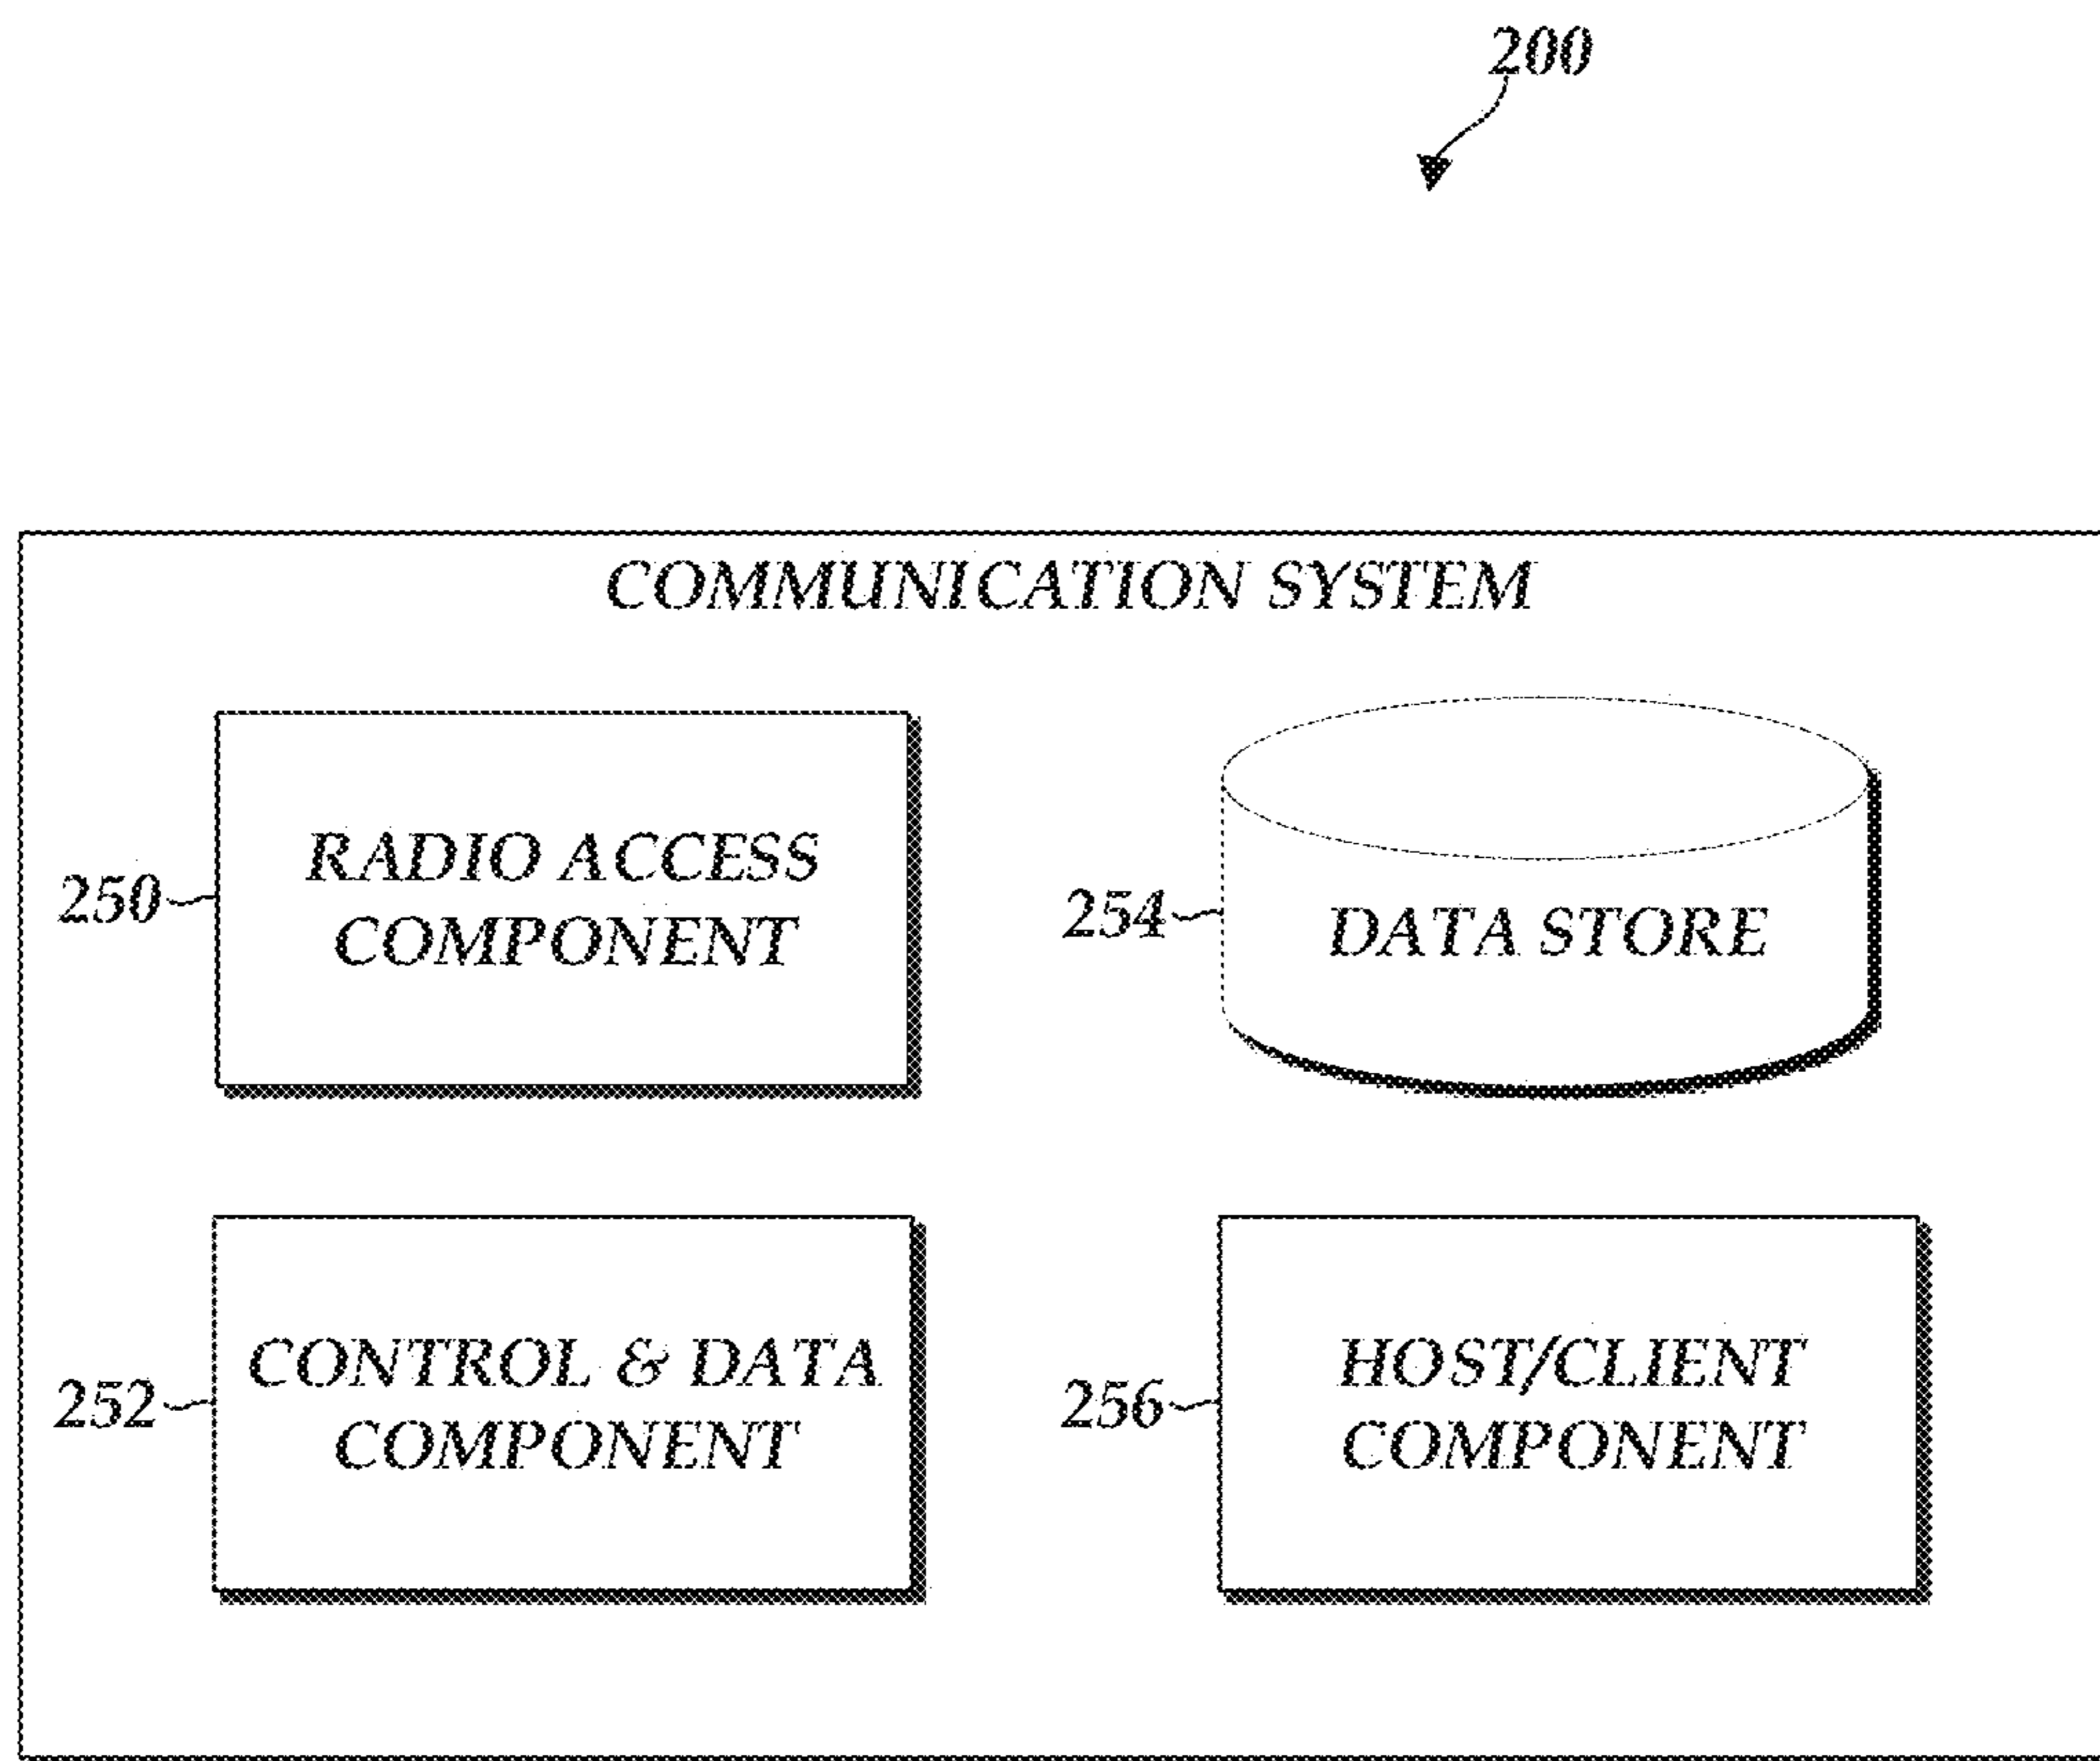 200
COMMUNICATION SYSTEM
RADIO ACCESS
COMPONENT
250
254
DATA STORE
CONTROL & DATA
COMPONENT
252
HOST/CLIENT
COMPONENT
256